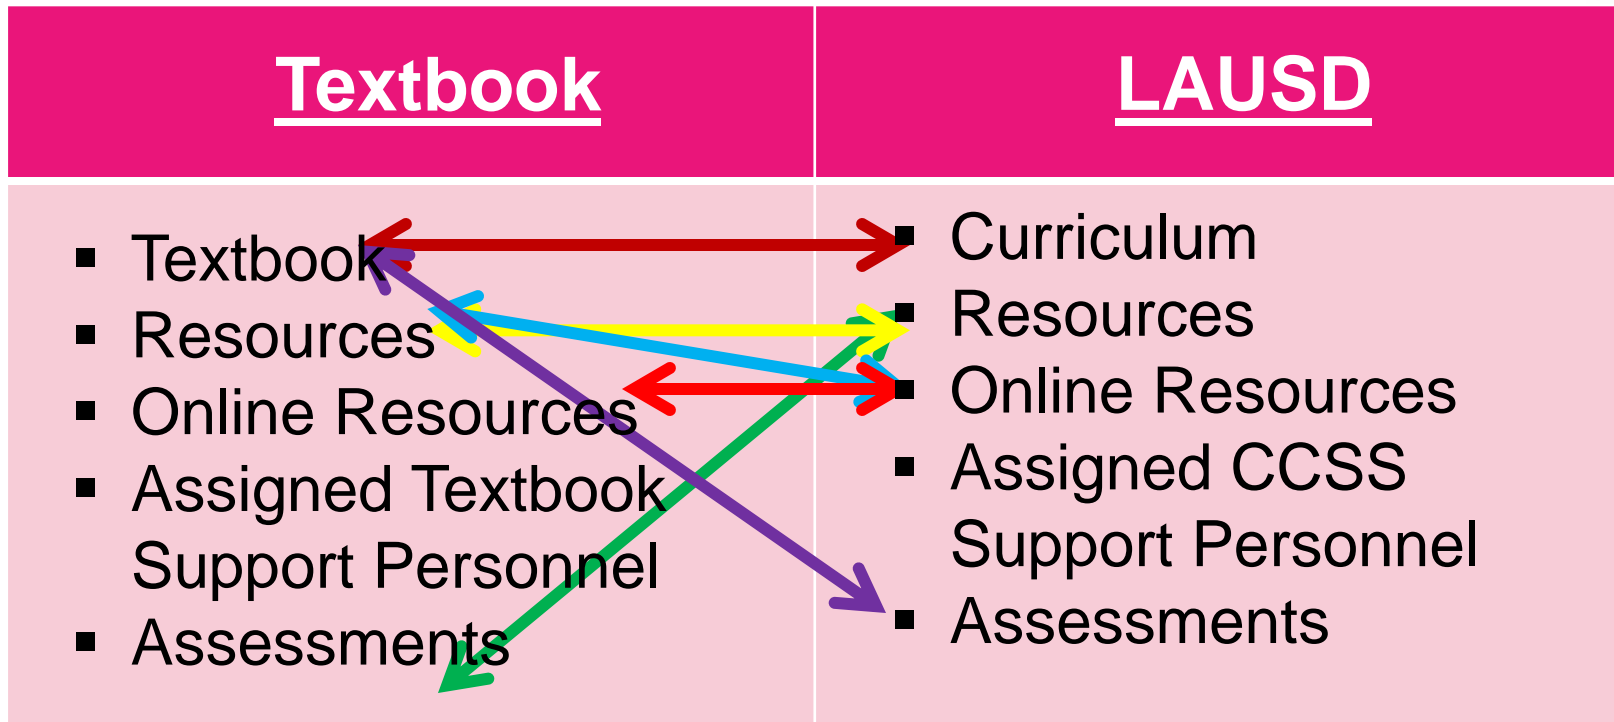 Textbook
LAUSD
▪ Textbook
▪ Resources
▪ Online Resources
▪ Assigned Textbook
Support Personnel
▪ Assessments
▪ Curriculum
▪ Resources
▪ Online Resources
▪ Assigned CCSS
Support Personnel
▪ Assessments